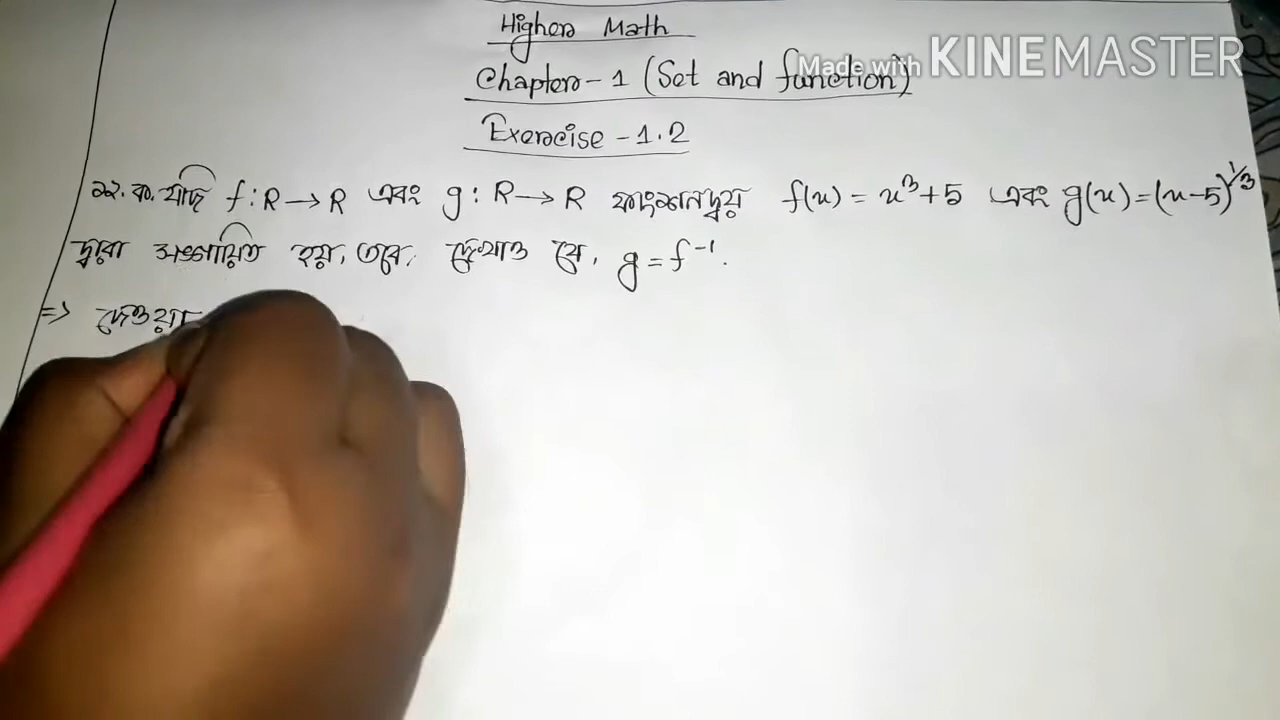 Higher Math
Made with KINEMASTER
Chapter - 1 (Set and function)
Exercise - 1.2
১২. ক. যদি f : R → R এবং g : R → R ফাংশনদ্বয় f(x) = x³ + 5 এবং g(x) = (x-5)^1/3
দ্বারা সংজ্ঞায়িত হয়, তবে, দেখাও যে, g = f⁻¹.
⇒ দেওয়া